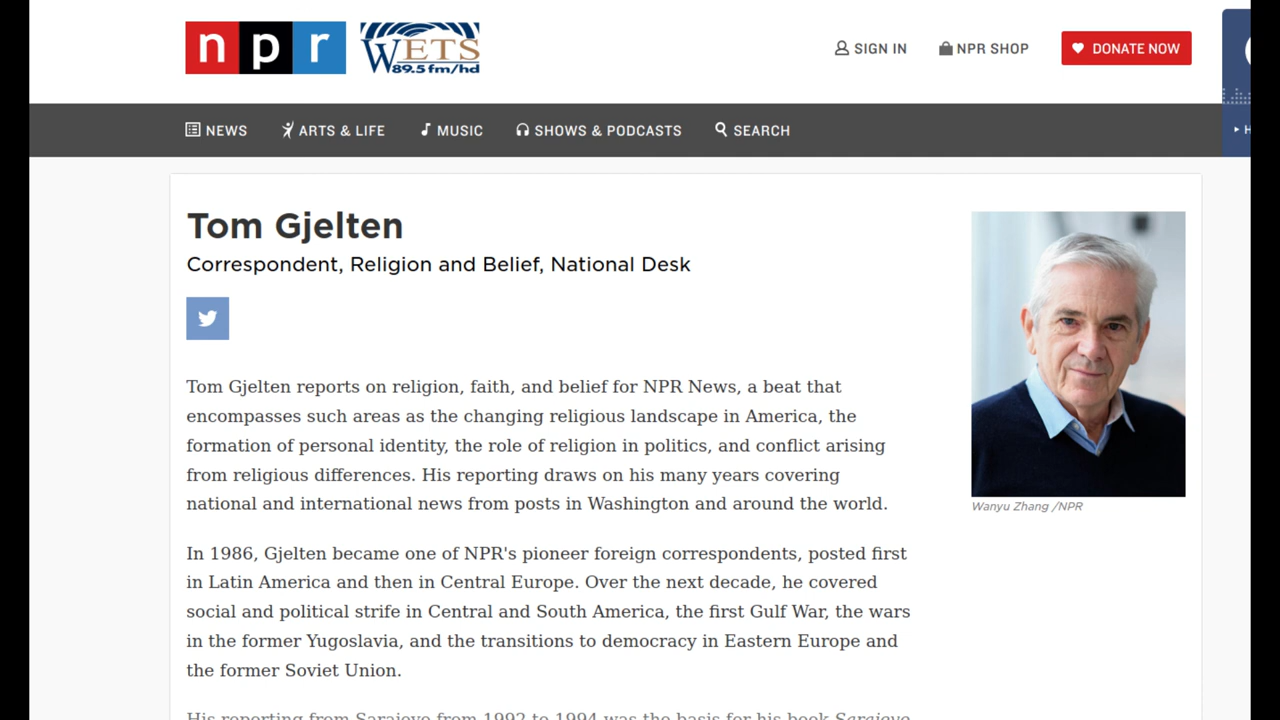 npr WETS
89.5 fm/hd
SIGN IN
NPR SHOP
DONATE NOW
NEWS
ARTS & LIFE
MUSIC
SHOWS & PODCASTS
SEARCH
H
Tom Gjelten
Correspondent, Religion and Belief, National Desk
Tom Gjelten reports on religion, faith, and belief for NPR News, a beat that
encompasses such areas as the changing religious landscape in America, the
formation of personal identity, the role of religion in politics, and conflict arising
from religious differences. His reporting draws on his many years covering
national and international news from posts in Washington and around the world.
Wanyu Zhang /NPR
In 1986, Gjelten became one of NPR's pioneer foreign correspondents, posted first
in Latin America and then in Central Europe. Over the next decade, he covered
social and political strife in Central and South America, the first Gulf War, the wars
in the former Yugoslavia, and the transitions to democracy in Eastern Europe and
the former Soviet Union.
His reporting from Sarajevo from 1992 to 1994 was the basis for his book Sarajevo